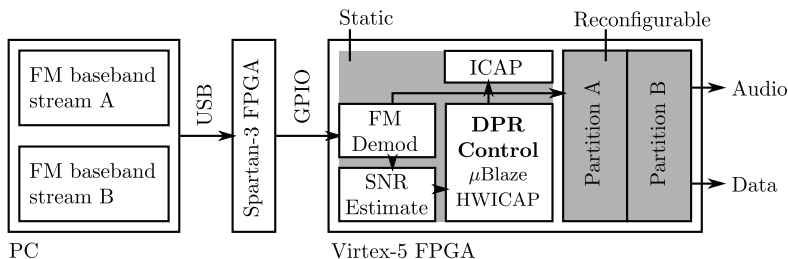 Static
Reconfigurable
FM baseband
stream A
FM baseband
stream B
PC
USB
Spartan-3 FPGA
GPIO
FM
Demod
SNR
Estimate
ICAP
DPR
Control
µBlaze
HWICAP
Partition A
Partition B
Audio
Data
Virtex-5 FPGA